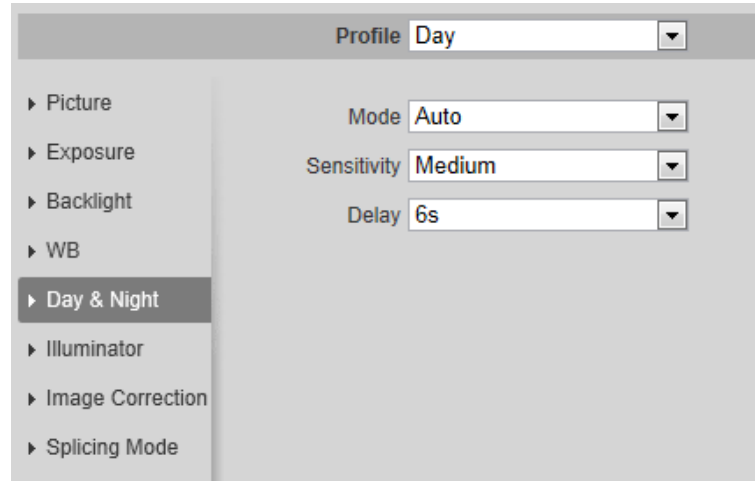 Profile Day
Picture
Mode Auto
Exposure
Sensitivity Medium
Backlight
Delay 6s
WB
Day & Night
Illuminator
Image Correction
Splicing Mode